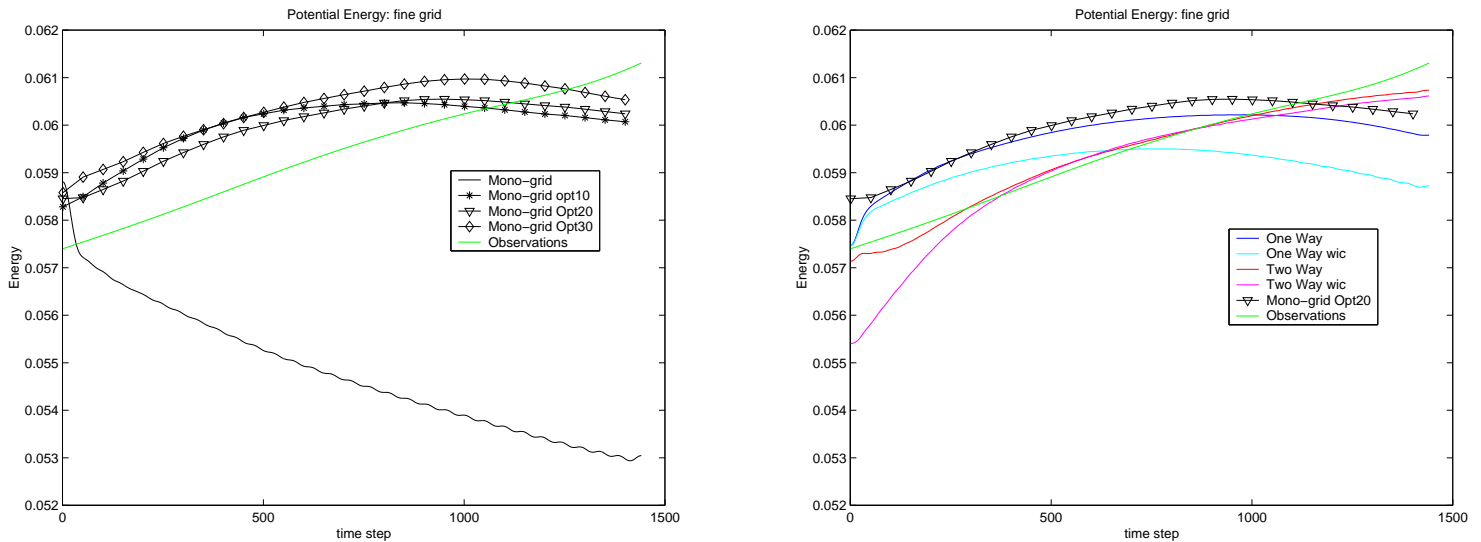 Potential Energy: fine grid
0.062
0.061
0.06
0.059
0.058
0.057
0.056
0.055
0.054
0.053
0.052
Energy
0
500
1000
1500
time step
Mono-grid
Mono-grid opt10
Mono-grid Opt20
Mono-grid Opt30
Observations
Potential Energy: fine grid
0.062
0.061
0.06
0.059
0.058
0.057
0.056
0.055
0.054
0.053
0.052
Energy
0
500
1000
1500
time step
One Way
One Way wic
Two Way
Two Way wic
Mono-grid Opt20
Observations